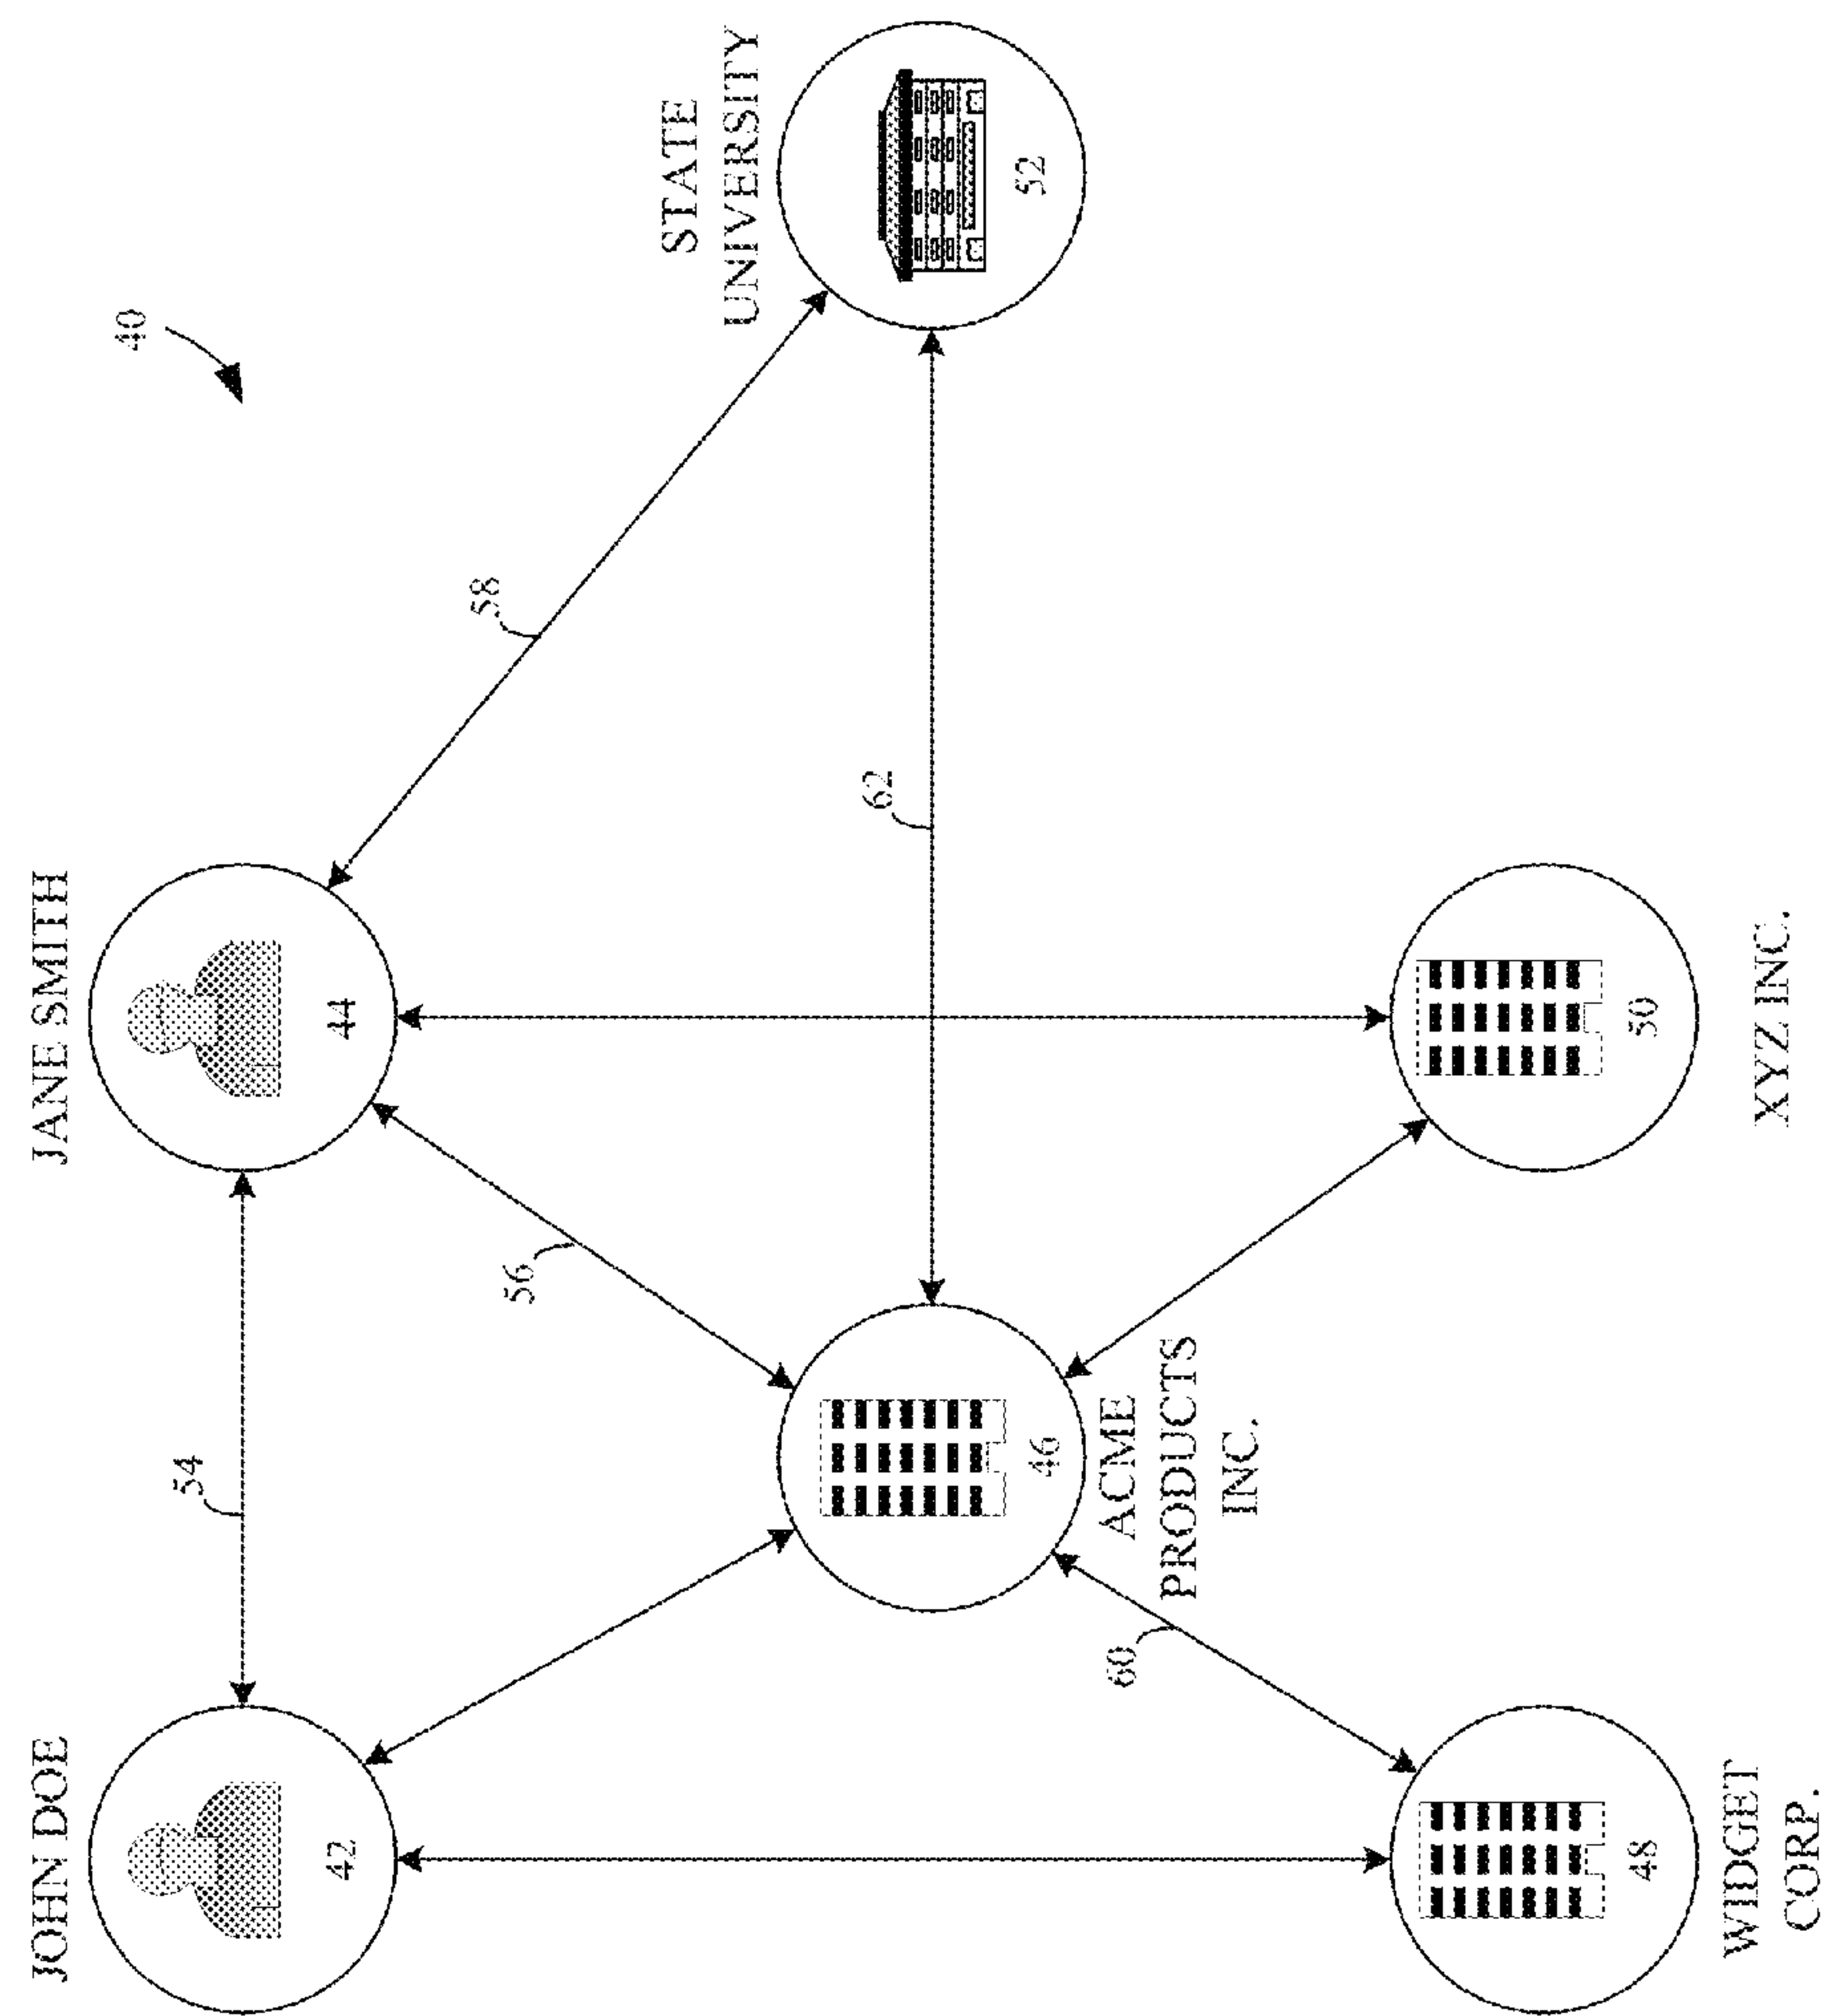 40
JOHN DOE
JANE SMITH
42
54
44
56
58
STATE
UNIVERSITY
52
62
46
ACME
PRODUCTS
INC.
60
48
50
WIDGET
CORP.
XYZ INC.